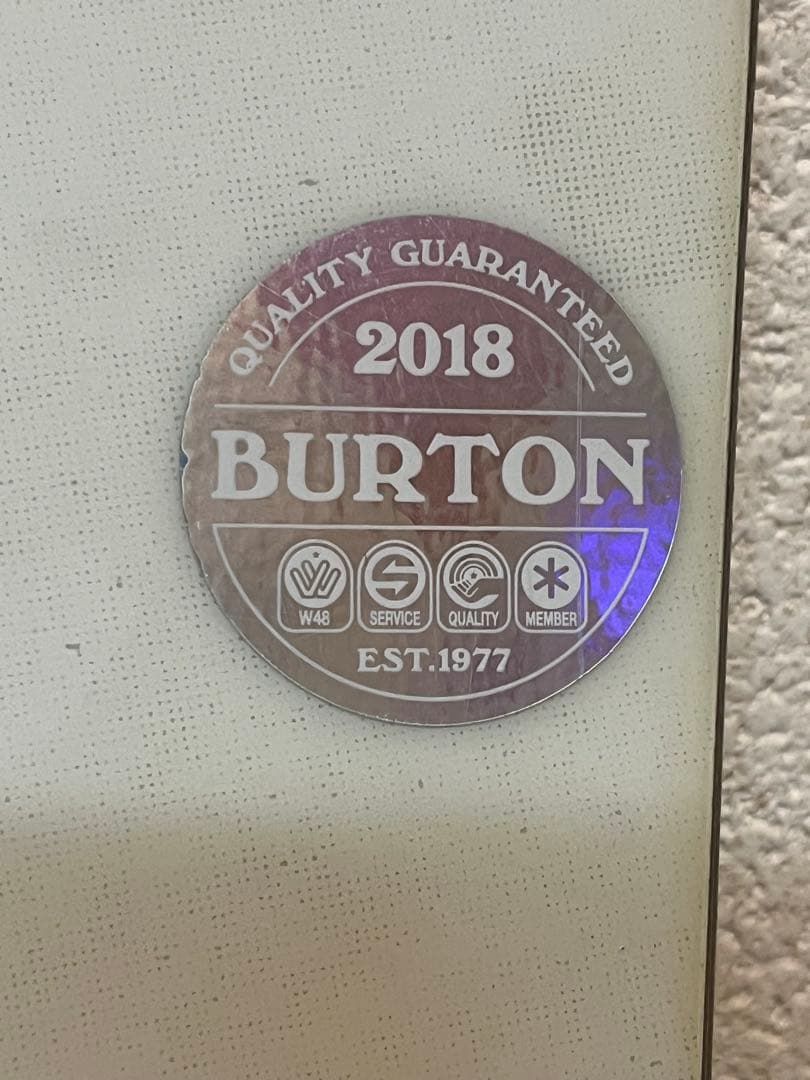 QUALITY GUARANTEED
2018
BURTON
W48 SERVICE QUALITY MEMBER
EST.1977